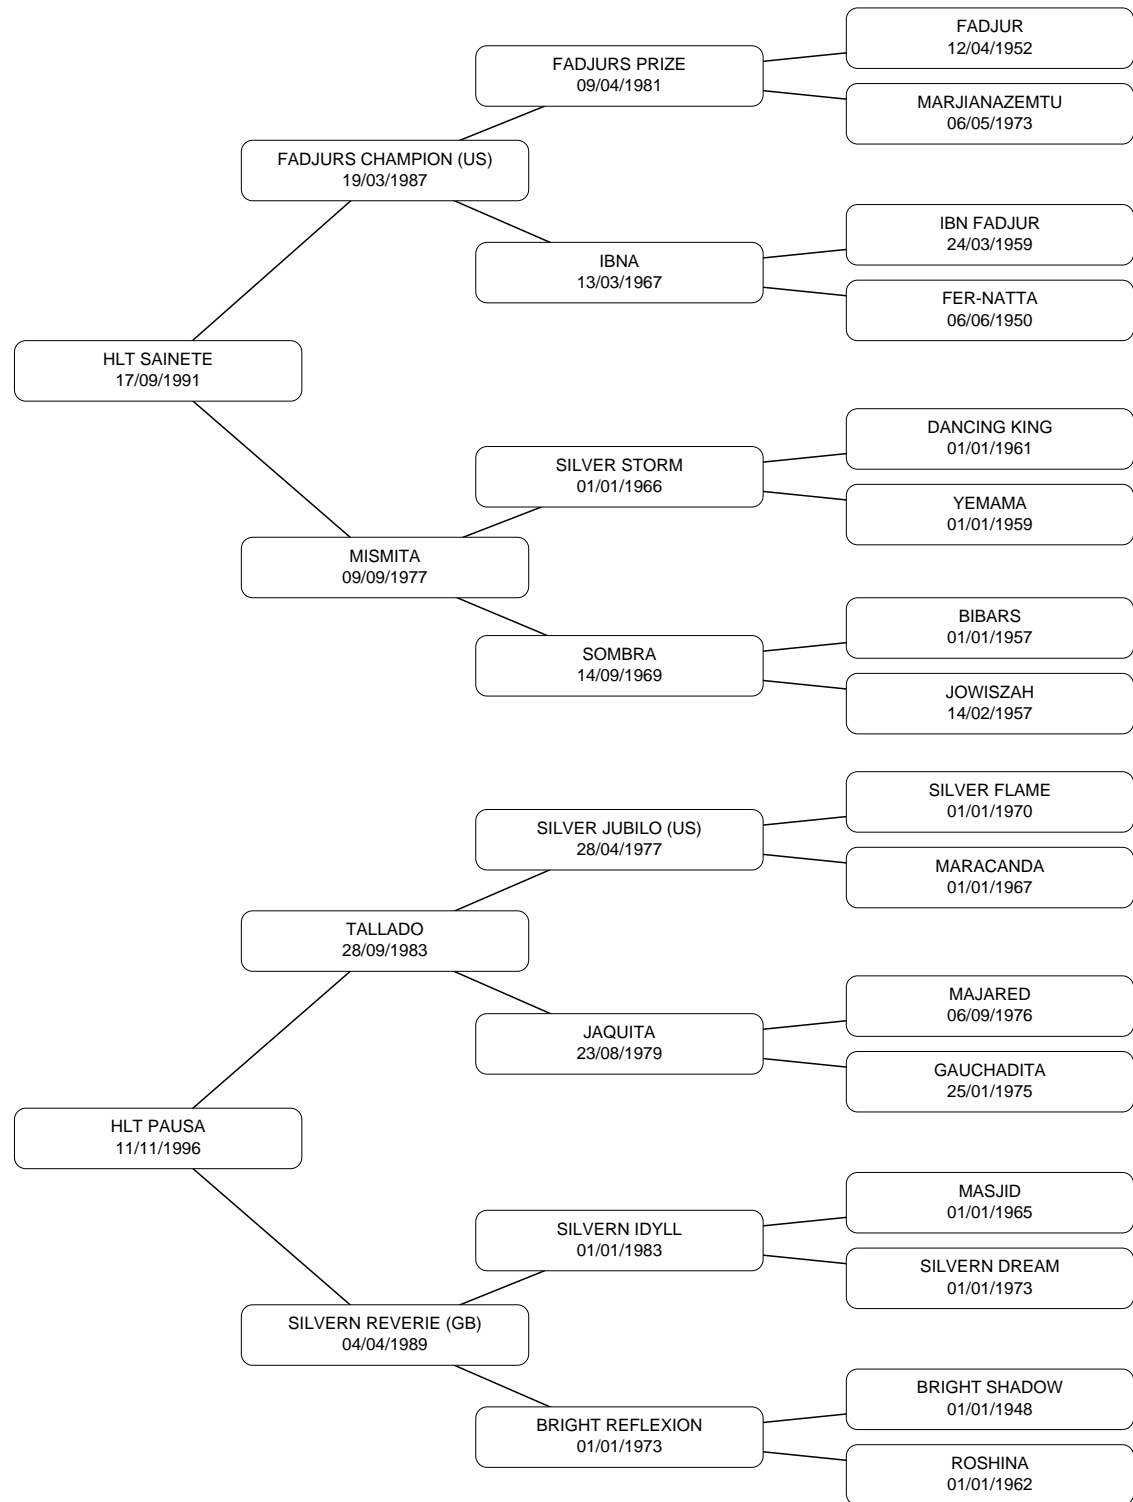 FADJUR
12/04/1952
FADJURS PRIZE
09/04/1981
MARJIANAZEMTU
06/05/1973
FADJURS CHAMPION (US)
19/03/1987
IBN FADJUR
24/03/1959
IBNA
13/03/1967
FER-NATTA
06/06/1950
HLT SAINETE
17/09/1991
DANCING KING
01/01/1961
SILVER STORM
01/01/1966
YEMAMA
01/01/1959
MISMITA
09/09/1977
BIBARS
01/01/1957
SOMBRA
14/09/1969
JOWISZAH
14/02/1957
SILVER FLAME
01/01/1970
SILVER JUBILO (US)
28/04/1977
MARACANDA
01/01/1967
TALLADO
28/09/1983
MAJARED
06/09/1976
JAQUITA
23/08/1979
GAUCHADITA
25/01/1975
HLT PAUSA
11/11/1996
MASJID
01/01/1965
SILVERN IDYLL
01/01/1983
SILVERN DREAM
01/01/1973
SILVERN REVERIE (GB)
04/04/1989
BRIGHT SHADOW
01/01/1948
BRIGHT REFLEXION
01/01/1973
ROSHINA
01/01/1962